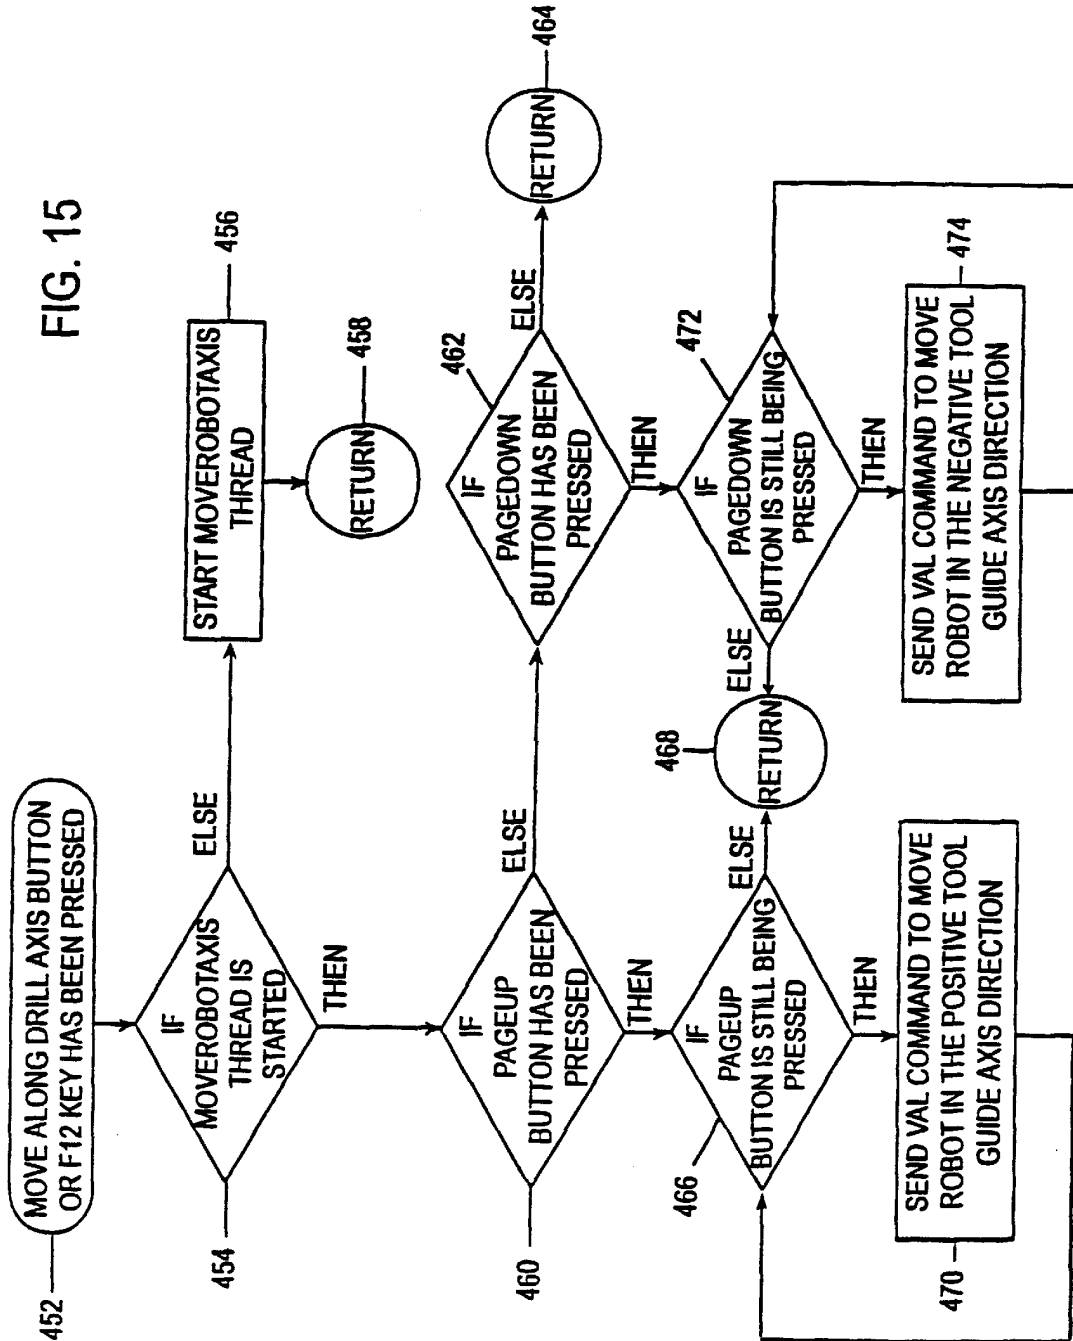 FIG. 15
452
MOVE ALONG DRILL AXIS BUTTON
OR F12 KEY HAS BEEN PRESSED
454
IF
MOVEROBOTAXIS
THREAD IS
STARTED
ELSE
THEN
START MOVEROBOTAXIS
THREAD
456
RETURN
458
460
IF
PAGEUP
BUTTON HAS BEEN
PRESSED
ELSE
THEN
462
IF
PAGEDOWN
BUTTON HAS BEEN
PRESSED
ELSE
THEN
RETURN
464
466
IF
PAGEUP
BUTTON IS STILL BEING
PRESSED
ELSE
THEN
468
RETURN
472
IF
PAGEDOWN
BUTTON IS STILL BEING
PRESSED
ELSE
THEN
470
SEND VAL COMMAND TO MOVE
ROBOT IN THE POSITIVE TOOL
GUIDE AXIS DIRECTION
474
SEND VAL COMMAND TO MOVE
ROBOT IN THE NEGATIVE TOOL
GUIDE AXIS DIRECTION